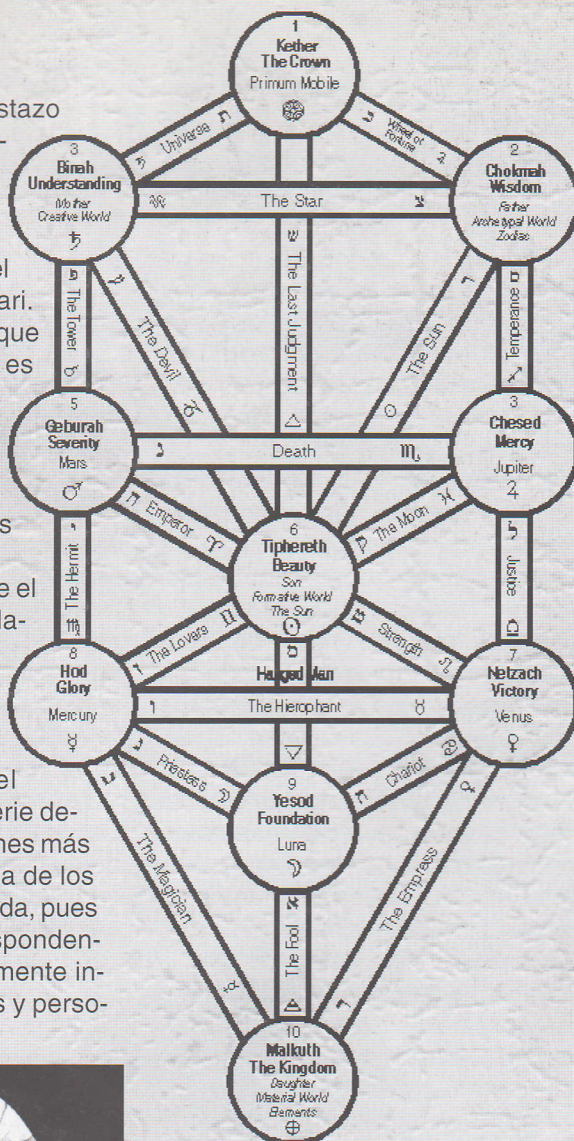 stazo
el
ari.
que
es
s
e el
la-
el
erie de-
nes más
a de los
da, pues
sponden-
mente in-
s y perso-
1
Kether
The Crown
Primum Mobile
Universe ת
Wheel of
Fortune
3
Binah
Understanding
Mother
Creative World
♄
2
Chokmah
Wisdom
Father
Archetypal World
Zodiac
The Star
ש The Last Judgment △
The Tower
The Devil
The Sun ☉
Temperance ♐
5
Geburah
Severity
Mars
♂
3
Chesed
Mercy
Jupiter
♃
Death ♏
Emperor ♈
The Moon ♓
6
Tiphereth
Beauty
Son
Formative World
The Sun
☉
י The Hermit ♍
ל Justice
The Lovers ♊
Strength ♌
Hanged Man
▽
8
Hod
Glory
Mercury
☿
7
Netzach
Victory
Venus
♀
ו The Hierophant ♉
Priestess ☽
Chariot ♋
9
Yesod
Foundation
Luna
☽
The Magician ☿
א The Fool
The Empress ♀
10
Malkuth
The Kingdom
Daughter
Material World
Elements
⊕